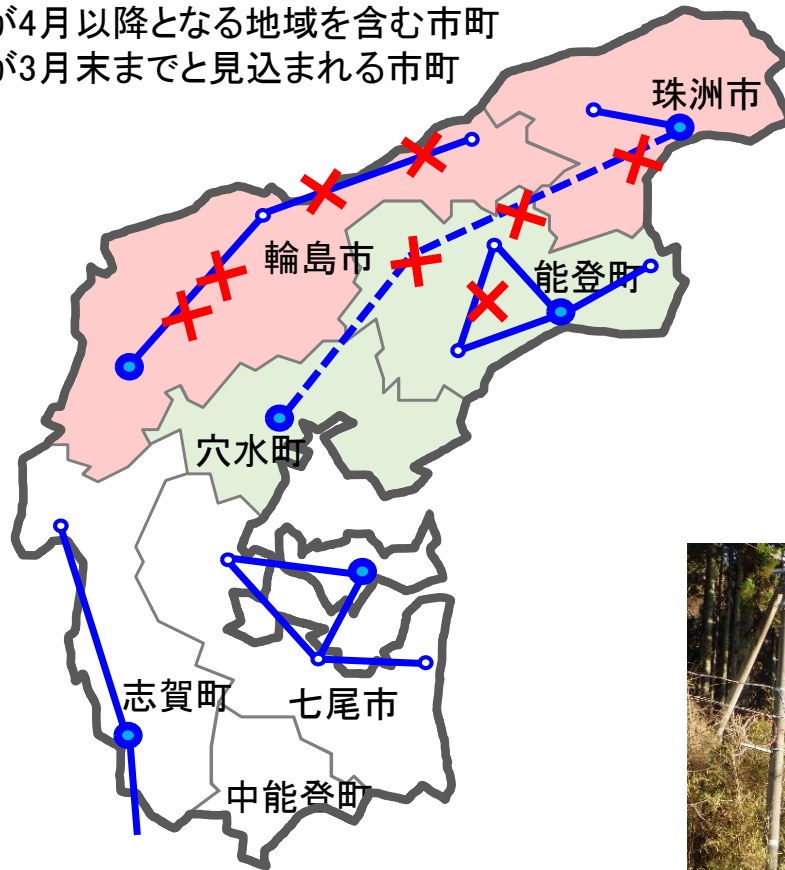 が4月以降となる地域を含む市町
が3月末までと見込まれる市町
珠洲市
輪島市
能登町
穴水町
志賀町
七尾市
中能登町